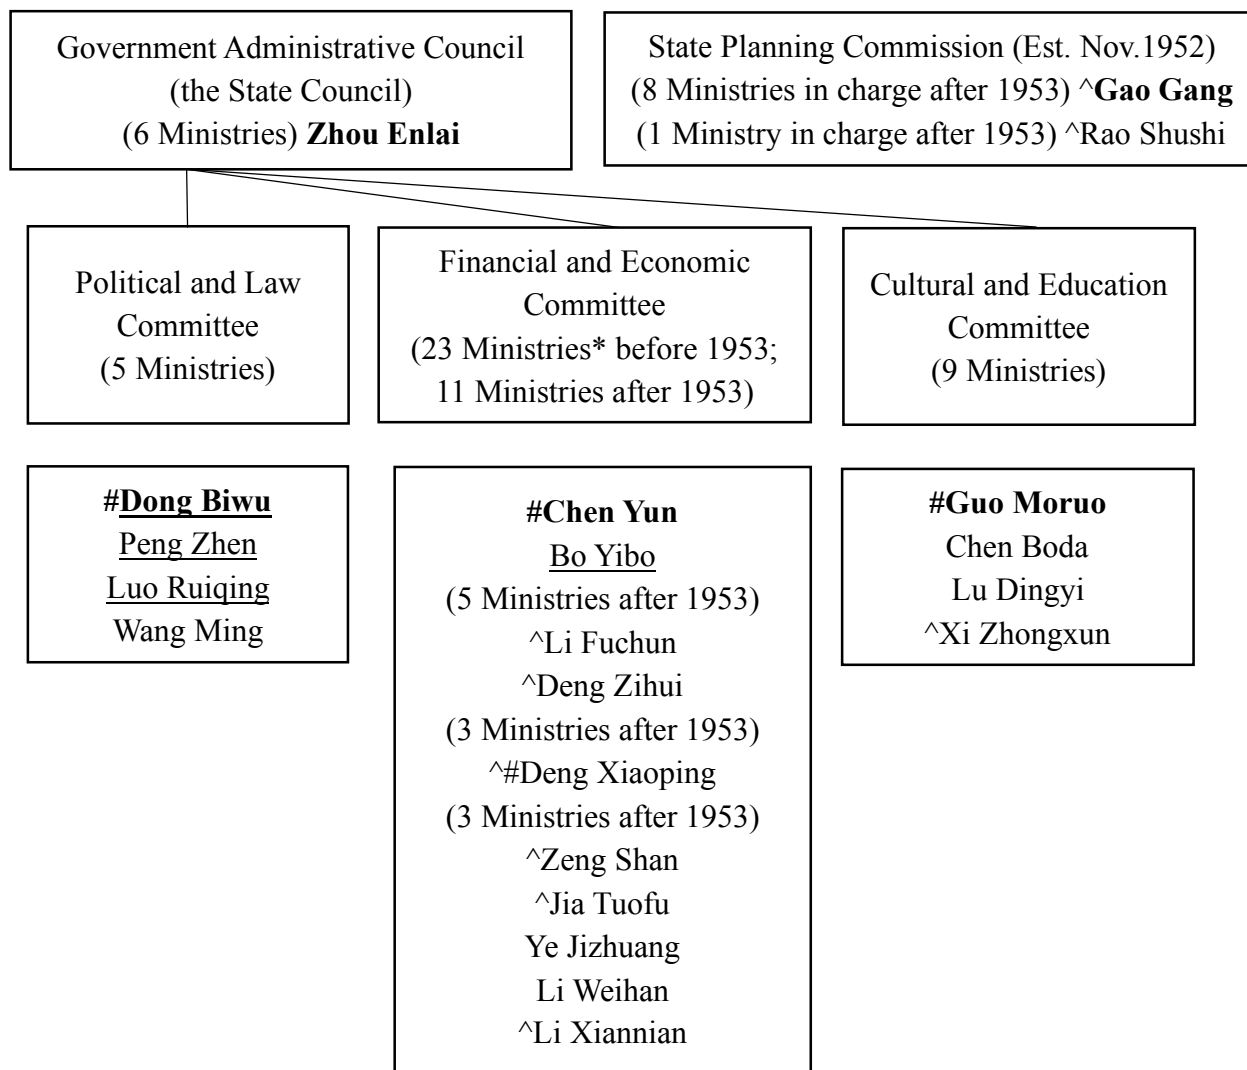 Government Administrative Council
(the State Council)
(6 Ministries) Zhou Enlai
State Planning Commission (Est. Nov.1952)
(8 Ministries in charge after 1953) ^Gao Gang
(1 Ministry in charge after 1953) ^Rao Shushi
Political and Law
Committee
(5 Ministries)
Financial and Economic
Committee
(23 Ministries* before 1953;
11 Ministries after 1953)
Cultural and Education
Committee
(9 Ministries)
#Dong Biwu
Peng Zhen
Luo Ruiqing
Wang Ming
#Chen Yun
Bo Yibo
(5 Ministries after 1953)
^Li Fuchun
^Deng Zihui
(3 Ministries after 1953)
^#Deng Xiaoping
(3 Ministries after 1953)
^Zeng Shan
^Jia Tuofu
Ye Jizhuang
Li Weihan
^Li Xiannian
#Guo Moruo
Chen Boda
Lu Dingyi
^Xi Zhongxun